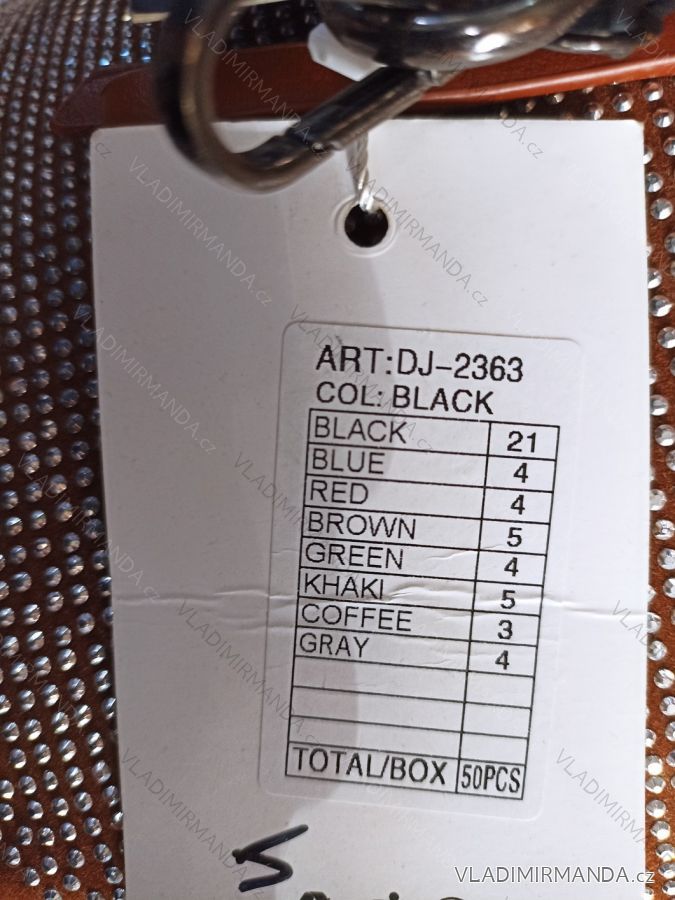 ART:DJ-2363
COL: BLACK
BLACK 21
BLUE 4
RED 4
BROWN 5
GREEN 4
KHAKI 5
COFFEE 3
GRAY 4
TOTAL/BOX 50PCS
VLADIMIRMANDA.cz